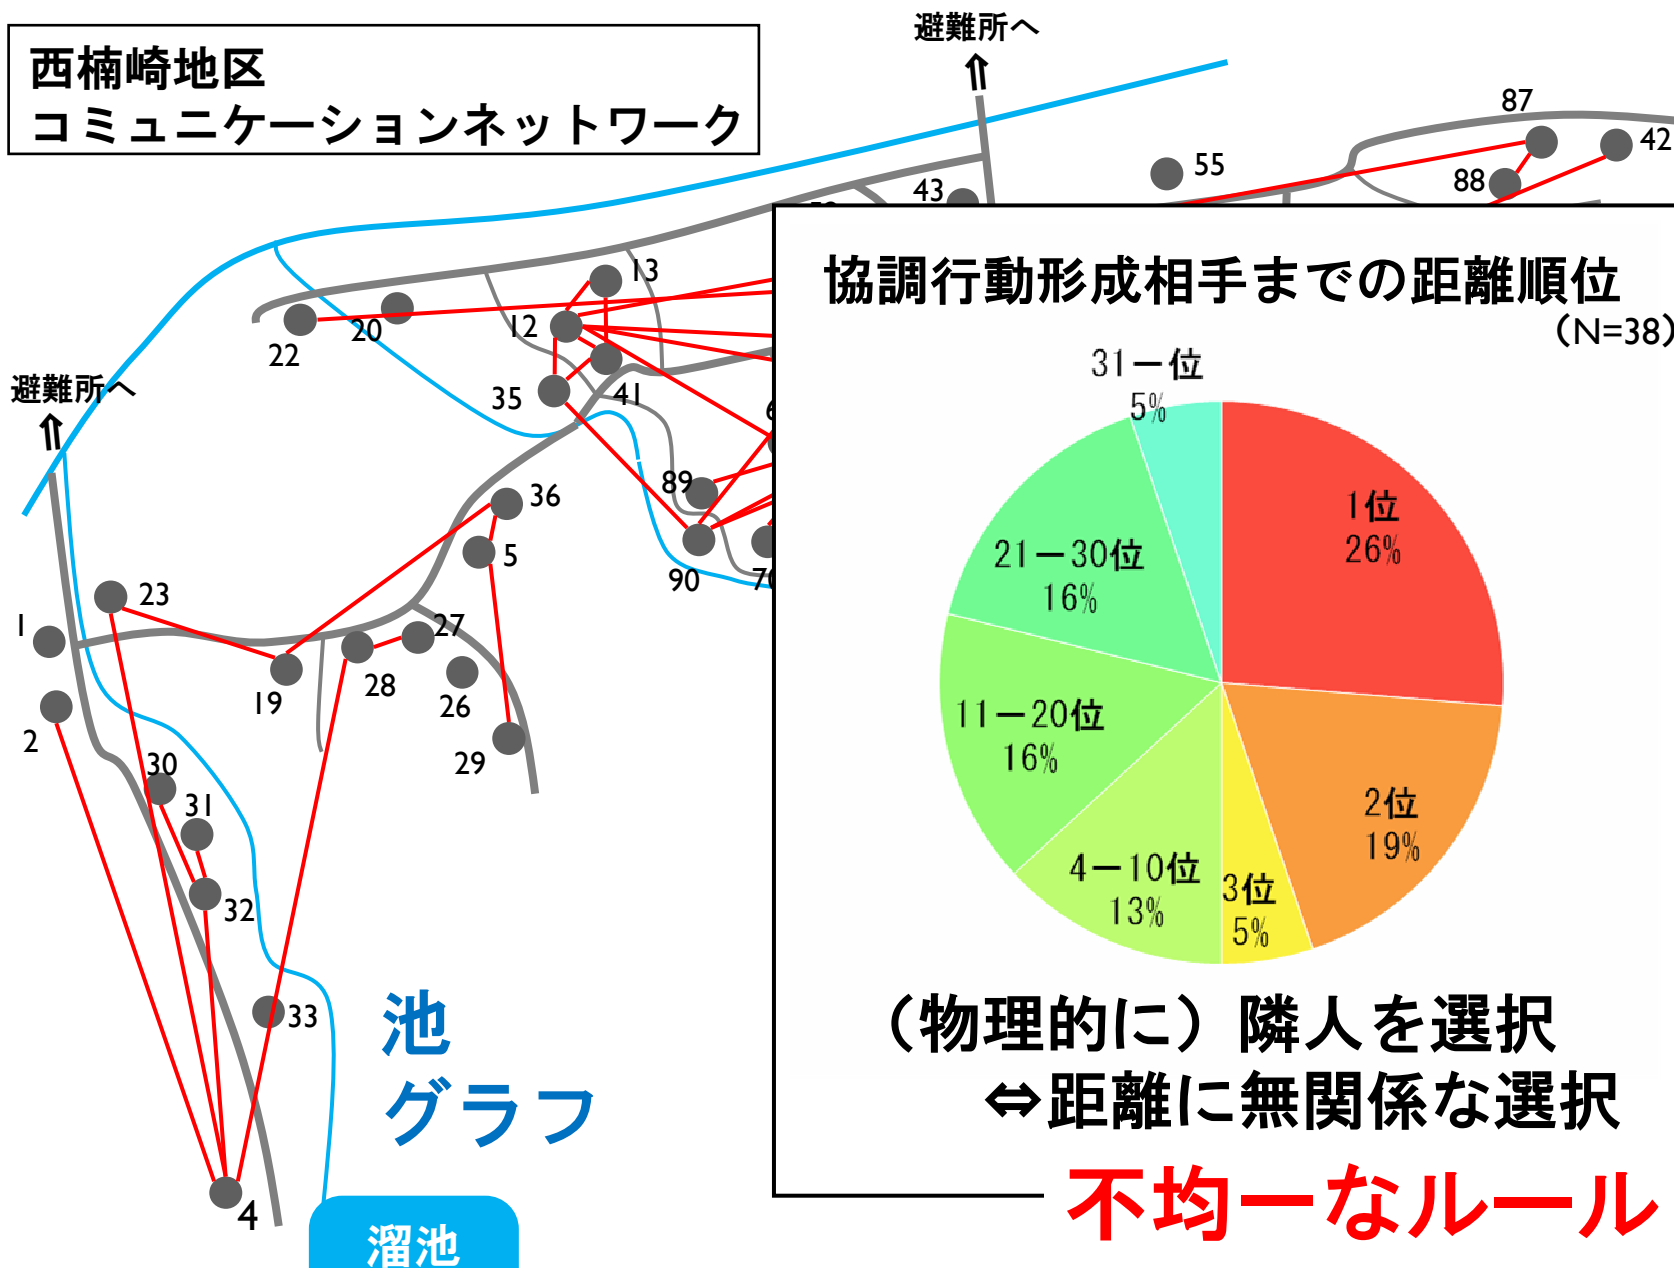 西楠崎地区
コミュニケーションネットワーク
避難所へ
⇑
87
42
88
55
43
13
12
20
22
35
41
避難所へ
⇑
89
36
5
90
23
1
27
28
19
26
2
29
30
31
32
33
4
池
グラフ
溜池
協調行動形成相手までの距離順位
(N=38)
31ー位
5%
1位
26%
21ー30位
16%
11ー20位
16%
2位
19%
4ー10位
13%
3位
5%
（物理的に）隣人を選択
⇔距離に無関係な選択
不均一なルール